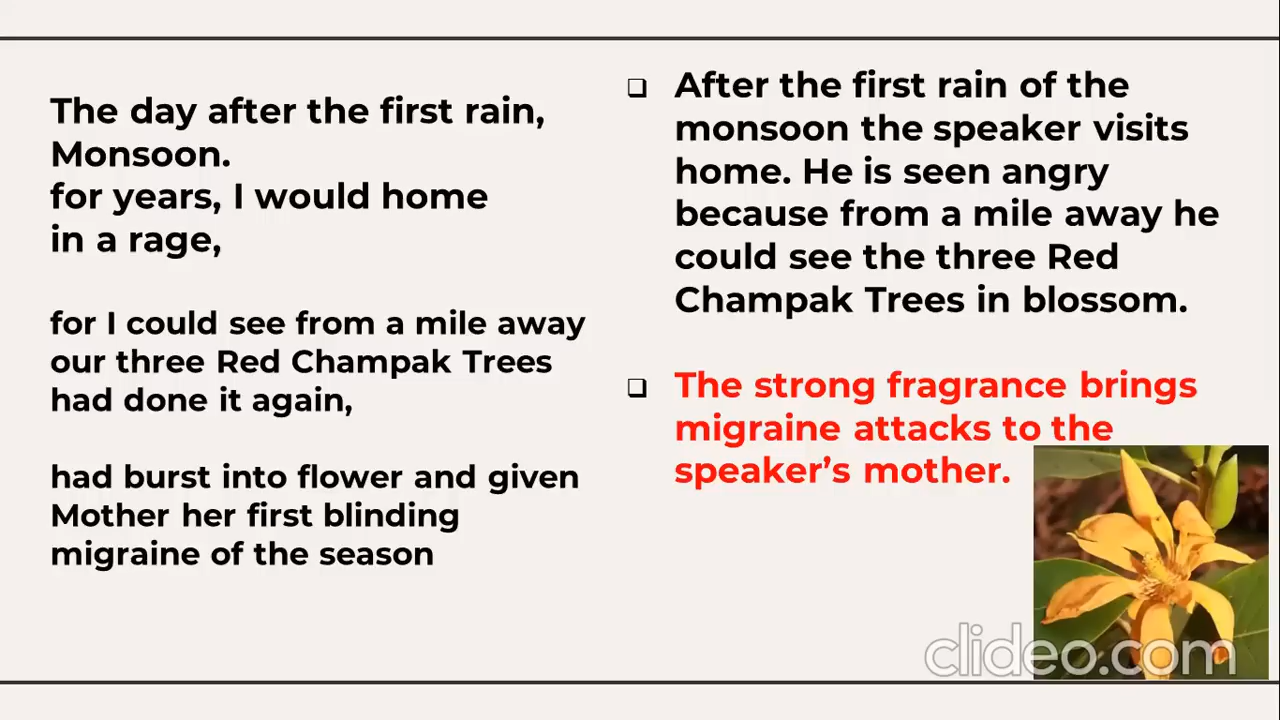 The day after the first rain,
Monsoon.
for years, I would home
in a rage,
for I could see from a mile away
our three Red Champak Trees
had done it again,
had burst into flower and given
Mother her first blinding
migraine of the season
❑ After the first rain of the
monsoon the speaker visits
home. He is seen angry
because from a mile away he
could see the three Red
Champak Trees in blossom.
❑ The strong fragrance brings
migraine attacks to the
speaker’s mother.
clideo.com